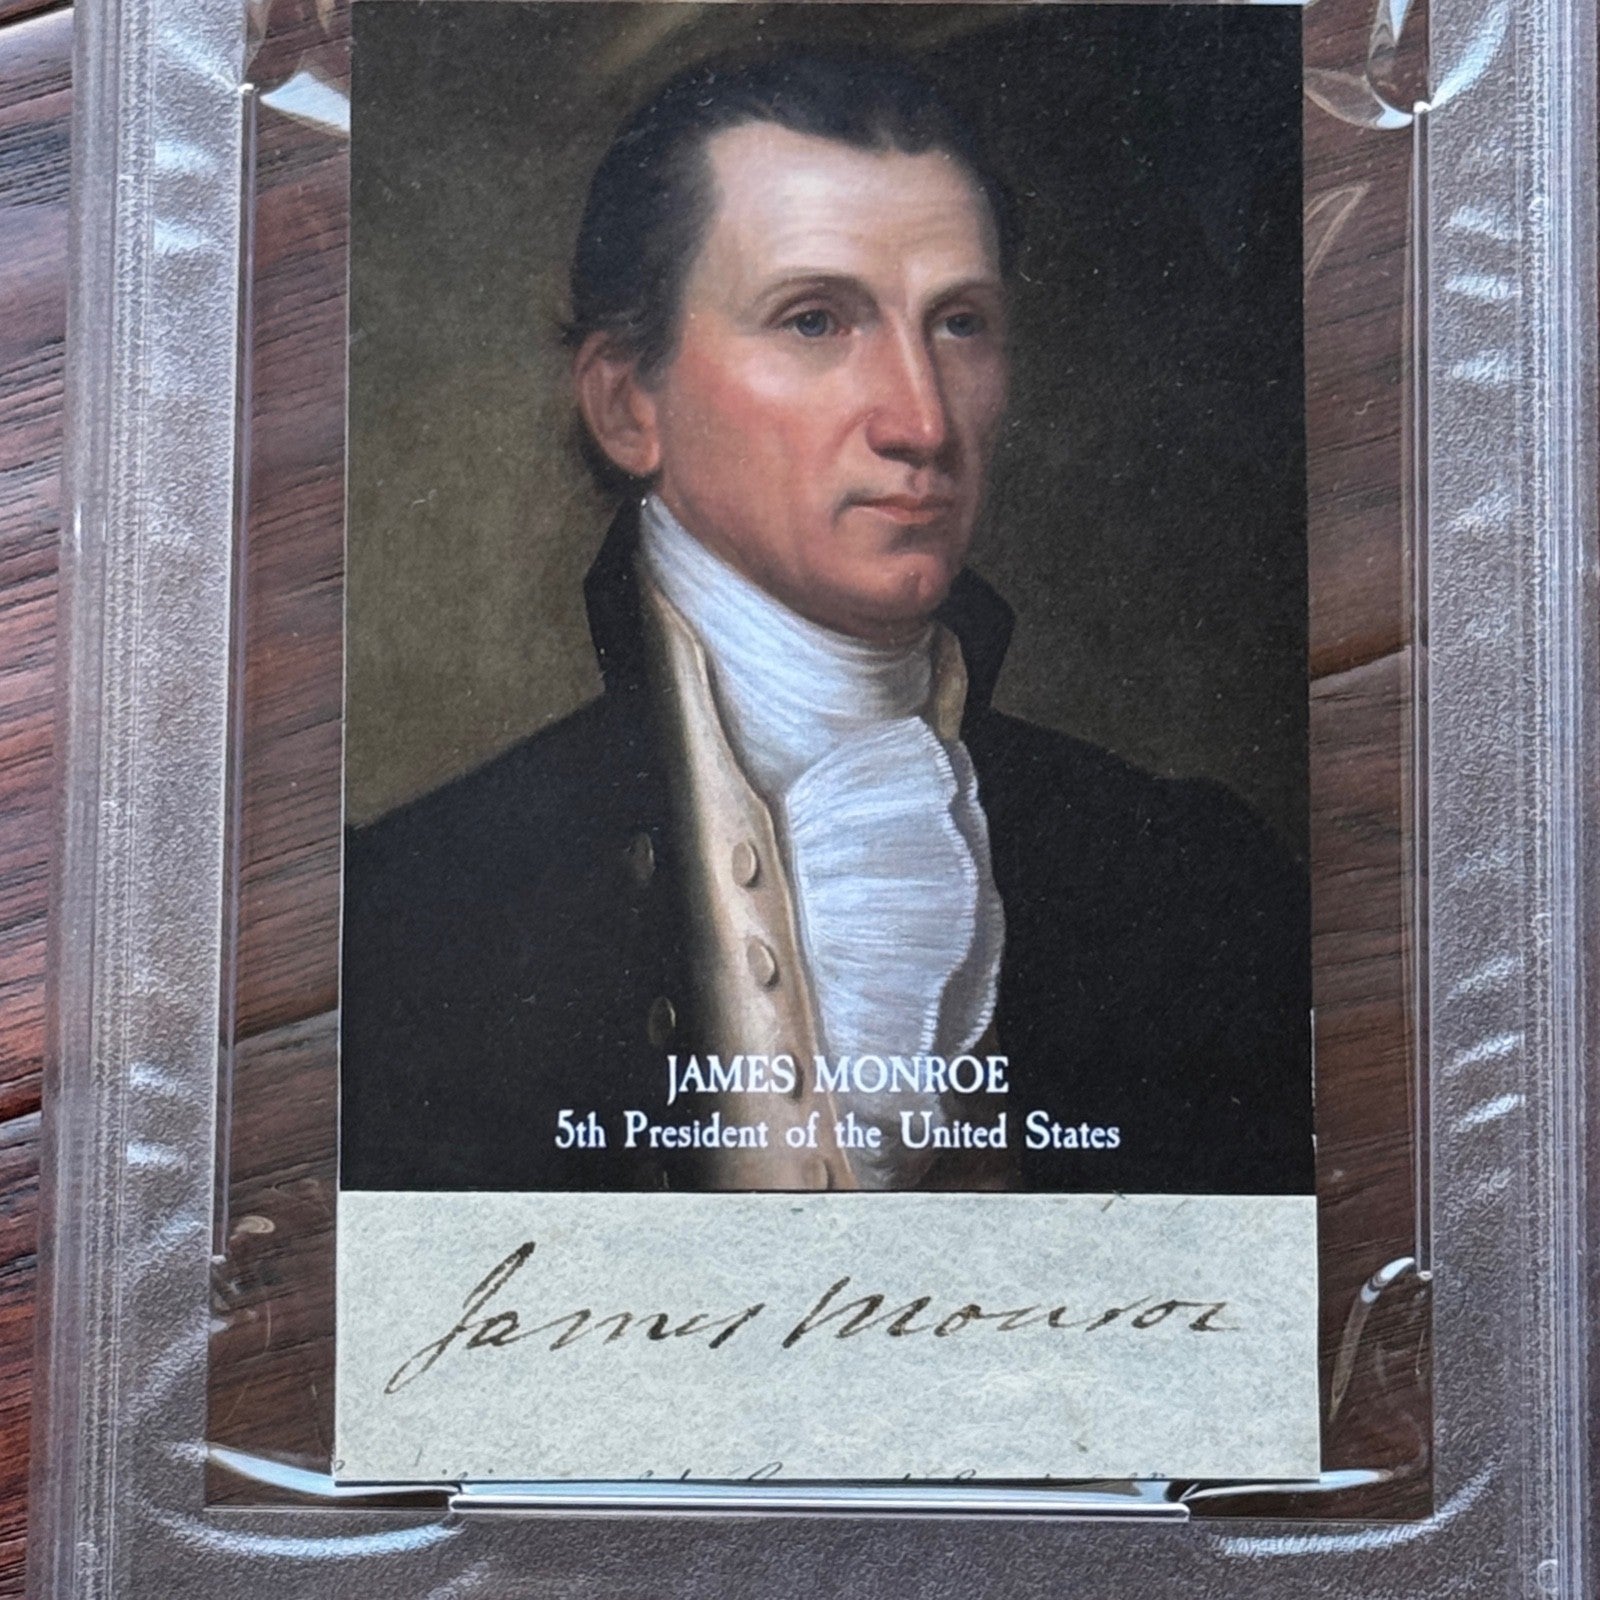 JAMES MONROE
5th President of the United States
James Monroe